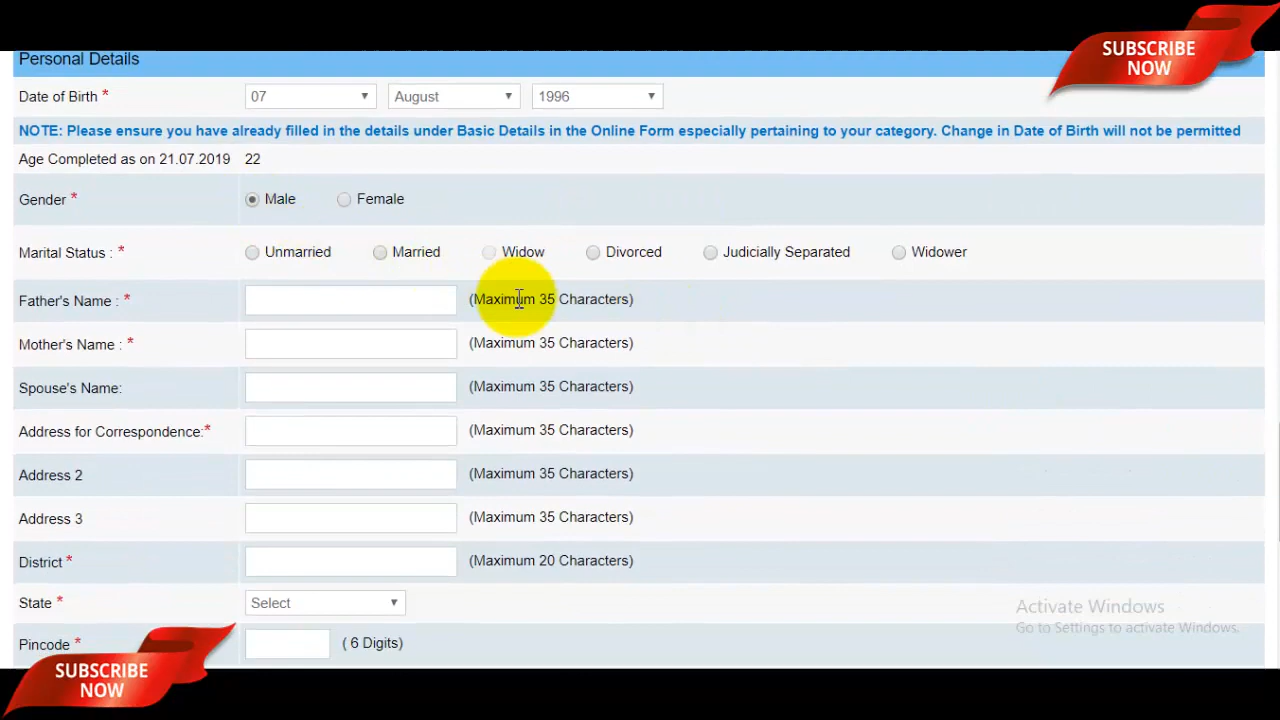 SUBSCRIBE
NOW
Personal Details
Date of Birth * 07 August 1996
NOTE: Please ensure you have already filled in the details under Basic Details in the Online Form especially pertaining to your category. Change in Date of Birth will not be permitted
Age Completed as on 21.07.2019 22
Gender * Male Female
Marital Status : * Unmarried Married Widow Divorced Judicially Separated Widower
Father's Name : * (Maximum 35 Characters)
Mother's Name : * (Maximum 35 Characters)
Spouse's Name: (Maximum 35 Characters)
Address for Correspondence:* (Maximum 35 Characters)
Address 2 (Maximum 35 Characters)
Address 3 (Maximum 35 Characters)
District * (Maximum 20 Characters)
State * Select
Activate Windows
Go to Settings to activate Windows.
Pincode * ( 6 Digits)
SUBSCRIBE
NOW